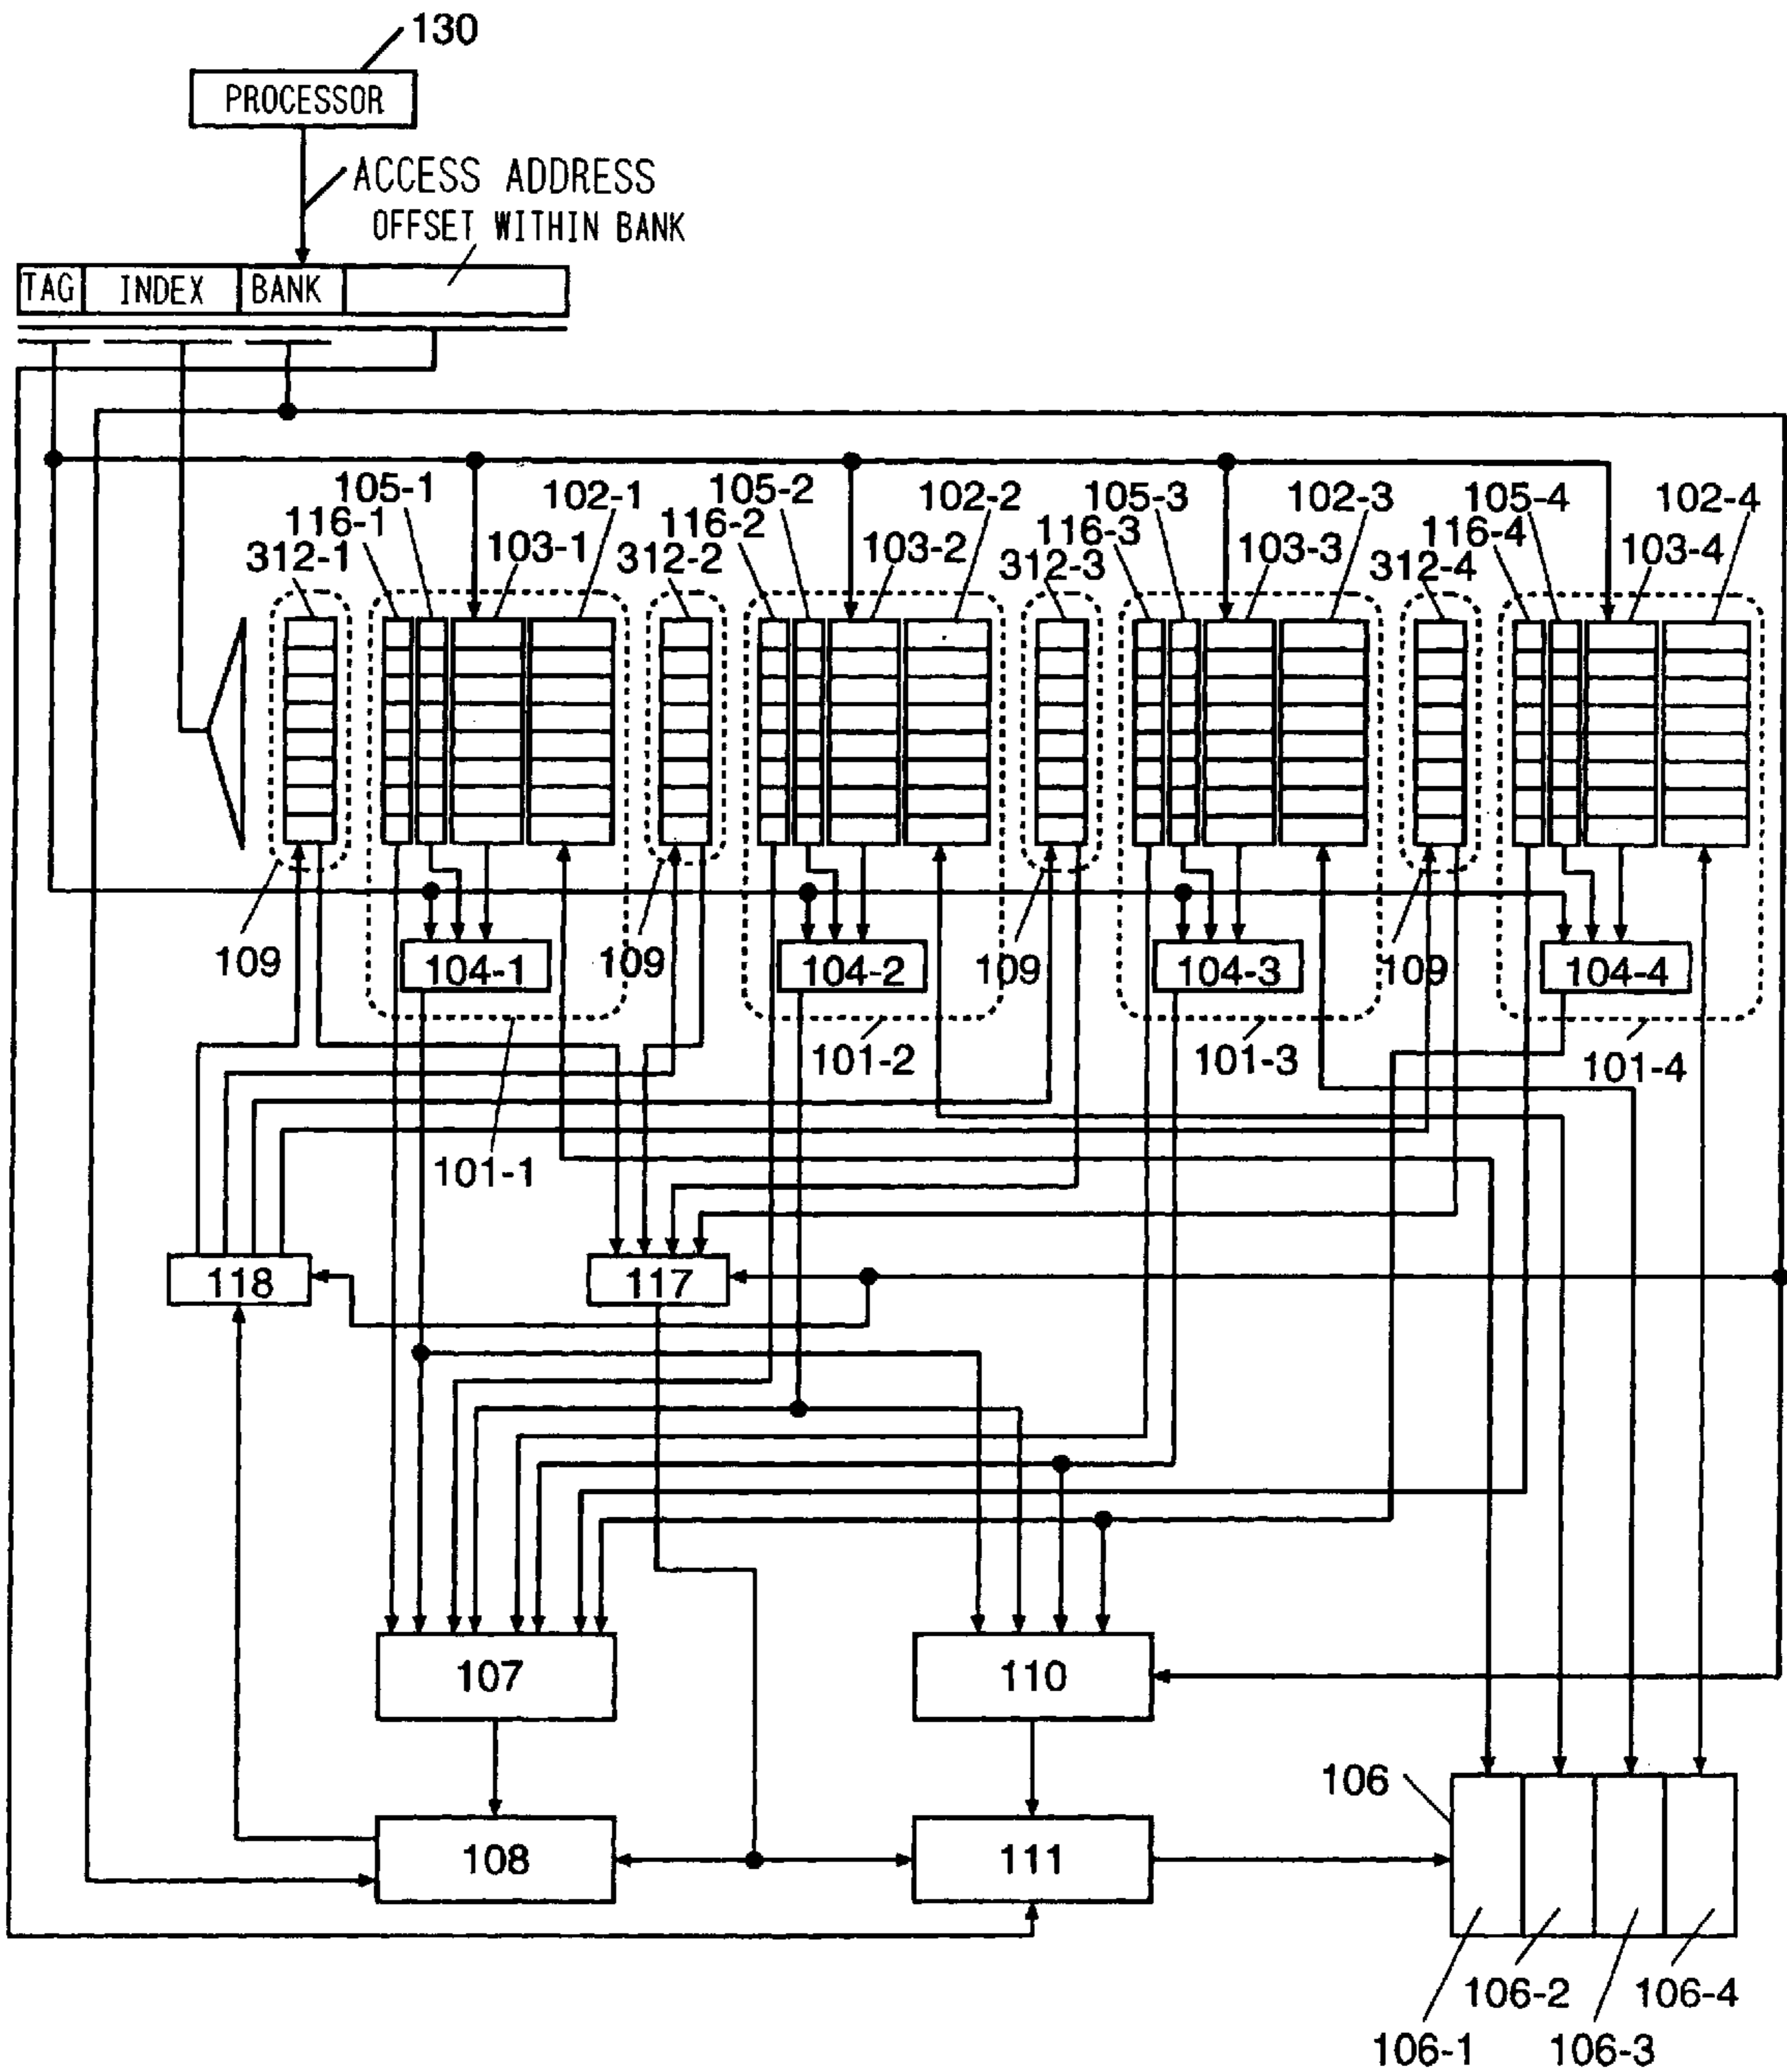 130
PROCESSOR
ACCESS ADDRESS
OFFSET WITHIN BANK
TAG INDEX BANK
105-1 102-1 105-2 102-2 105-3 102-3 105-4 102-4
116-1 103-1 116-2 103-2 116-3 103-3 116-4 103-4
312-1 312-2 312-3 312-4
109 104-1 109 104-2 109 104-3 109 104-4
101-2 101-3 101-4
101-1
118 117
107 110
106
108 111
106-2 106-4
106-1 106-3